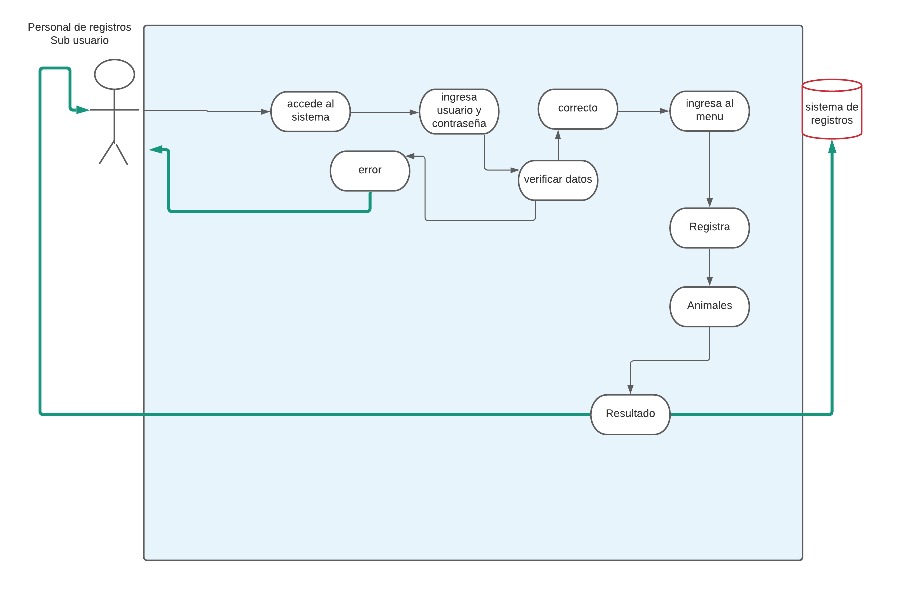 Personal de registros
Sub usuario
accede al
sistema
ingresa
usuario y
contraseña
correcto
ingresa al
menu
sistema de
registros
error
verificar datos
Registra
Animales
Resultado